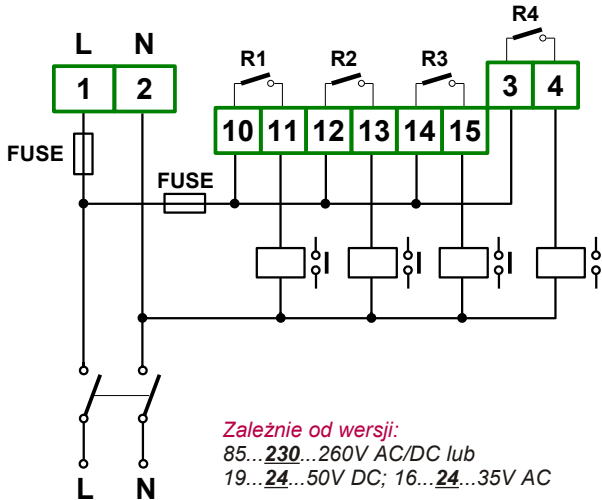 R4
L N
R1 R2 R3
1 2
3 4
10 11 12 13 14 15
FUSE
FUSE
Zależnie od wersji:
85...230...260V AC/DC lub
19...24...50V DC; 16...24...35V AC
L N